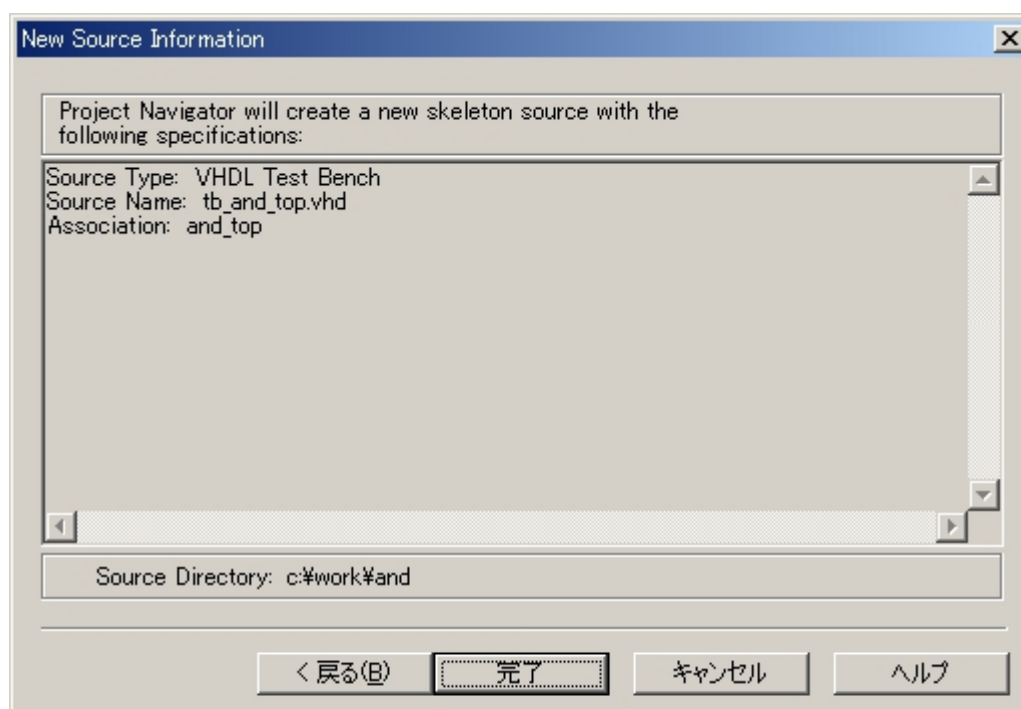 New Source Information
Project Navigator will create a new skeleton source with the
following specifications:
Source Type: VHDL Test Bench
Source Name: tb_and_top.vhd
Association: and_top
Source Directory: c:¥work¥and
< 戻る(B)
完了
キャンセル
ヘルプ